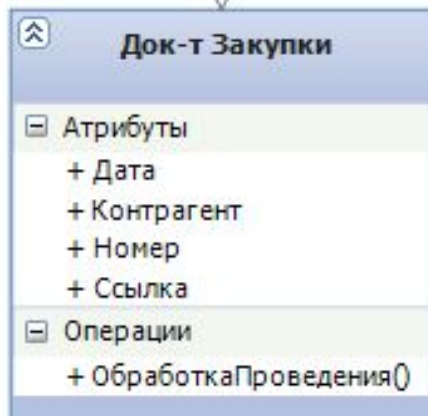 Док-т Закупки
Атрибуты
+ Дата
+ Контрагент
+ Номер
+ Ссылка
Операции
+ ОбработкаПроведения()